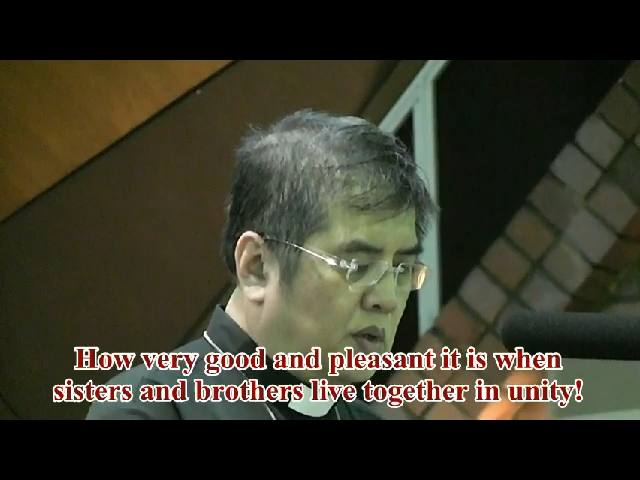 How very good and pleasant it is when
sisters and brothers live together in unity!